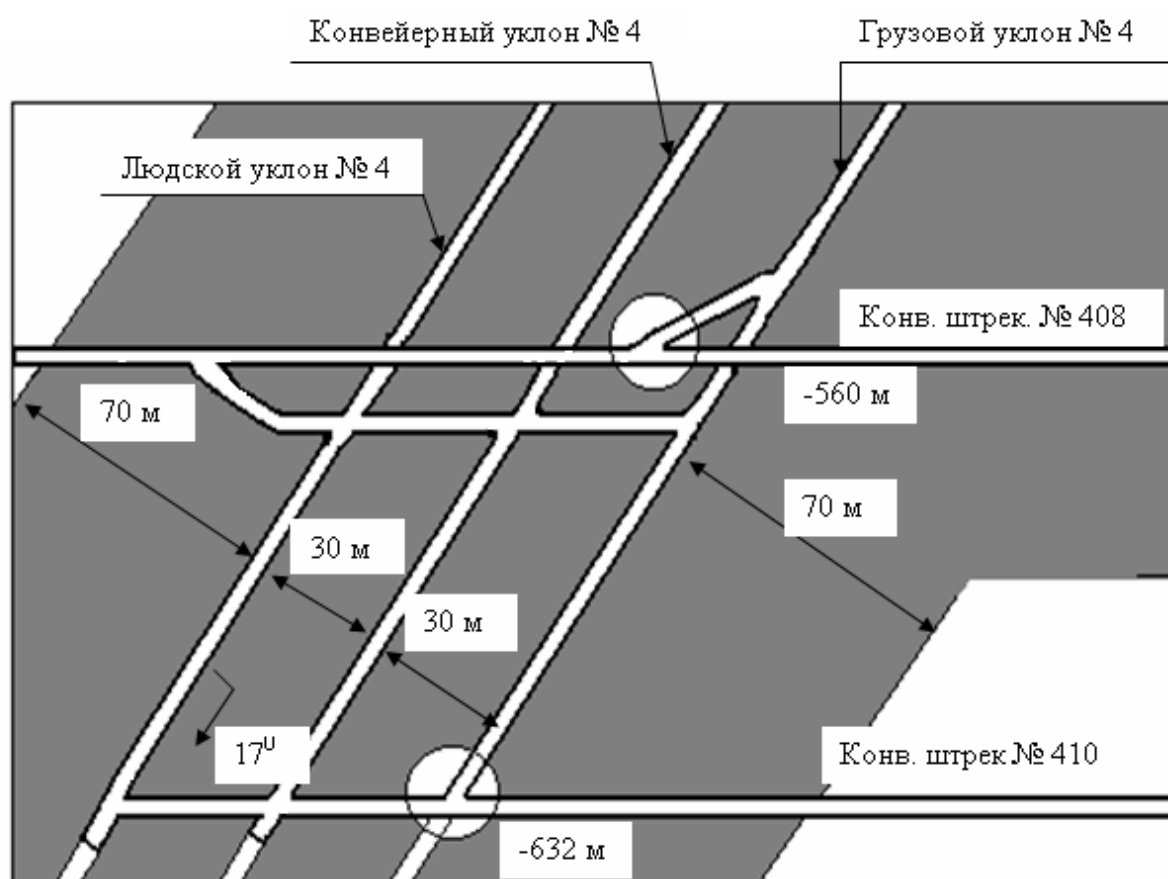 Конвейерный уклон № 4
Грузовой уклон № 4
Людской уклон № 4
Конв. штрек. № 408
-560 м
70 м
70 м
30 м
30 м
17⁰
Конв. штрек № 410
-632 м